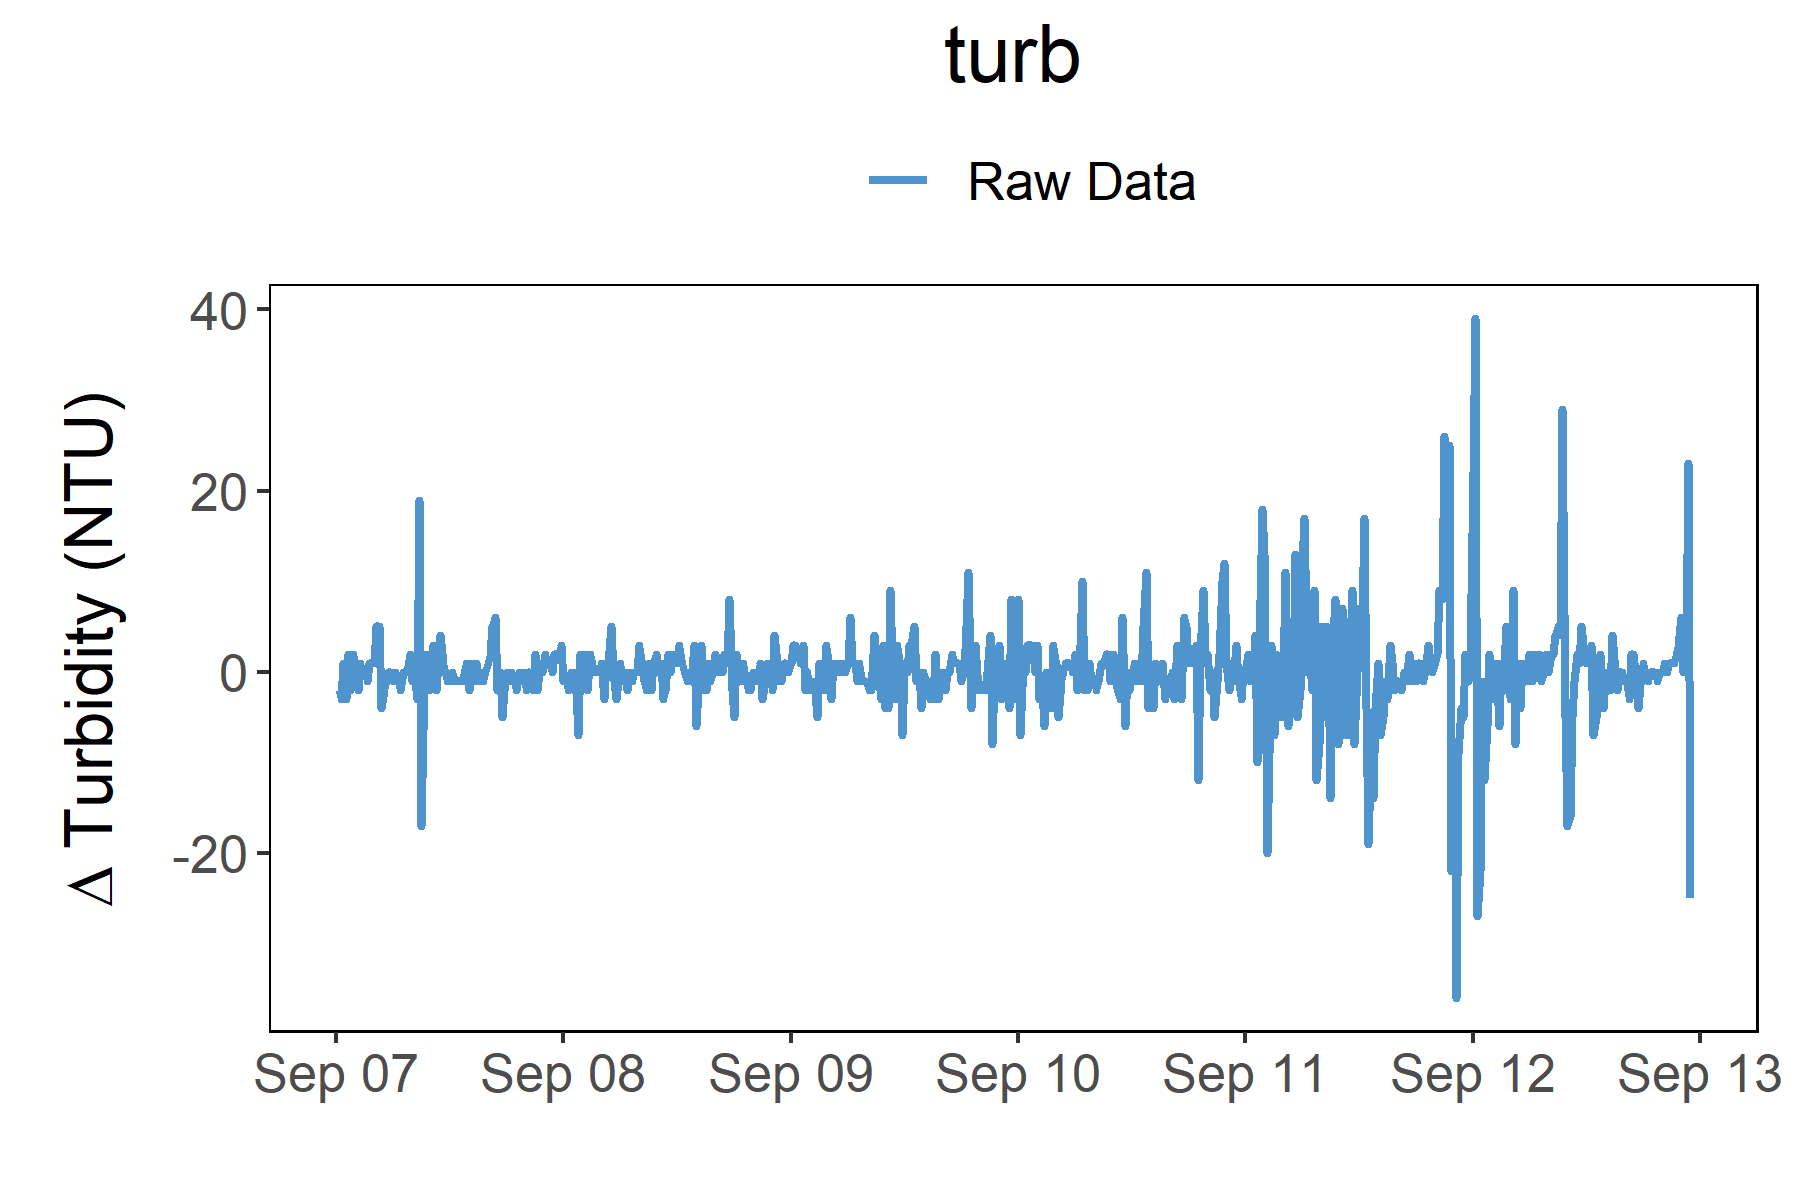 turb
Raw Data
Δ Turbidity (NTU)
40
20
0
-20
Sep 07 Sep 08 Sep 09 Sep 10 Sep 11 Sep 12 Sep 13